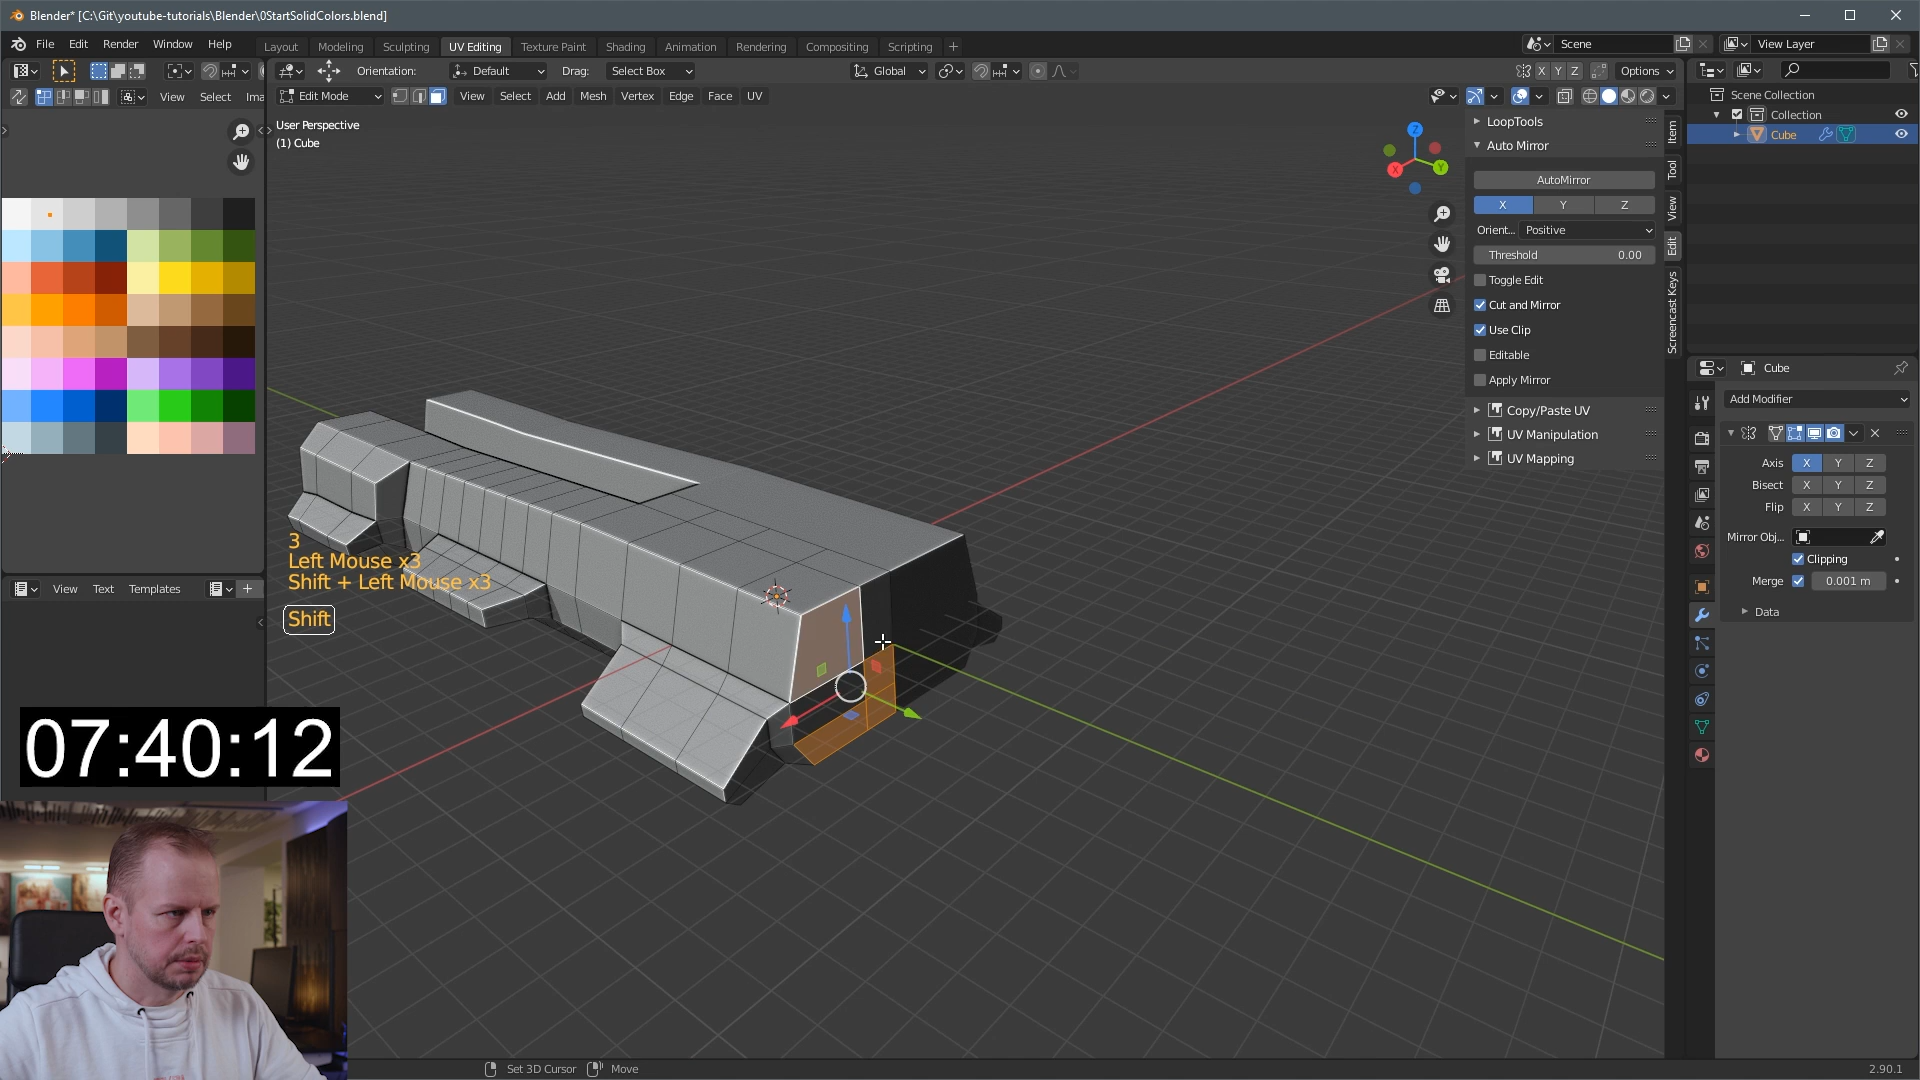 Blender* [C:\Git\youtube-tutorials\Blender\0StartSolidColors.blend]
File Edit Render Window Help
Layout Modeling Sculpting UV Editing Texture Paint Shading Animation Rendering Compositing Scripting +
Scene View Layer
Orientation: Default Drag: Select Box Global X Y Z Options
View Select Ima
Edit Mode View Select Add Mesh Vertex Edge Face UV
User Perspective
(1) Cube
LoopTools
Auto Mirror
AutoMirror
X Y Z
Orient... Positive
Threshold 0.00
Toggle Edit
Cut and Mirror
Use Clip
Editable
Apply Mirror
Copy/Paste UV
UV Manipulation
UV Mapping
Item
Tool
View
Edit
Screencast Keys
Scene Collection
Collection
Cube
Cube
Add Modifier
Axis X Y Z
Bisect X Y Z
Flip X Y Z
Mirror Obj...
Clipping
Merge 0.001 m
Data
Z
Y
X
3
Left Mouse x3
Shift + Left Mouse x3
Shift
View Text Templates
07:40:12
Set 3D Cursor Move
2.90.1